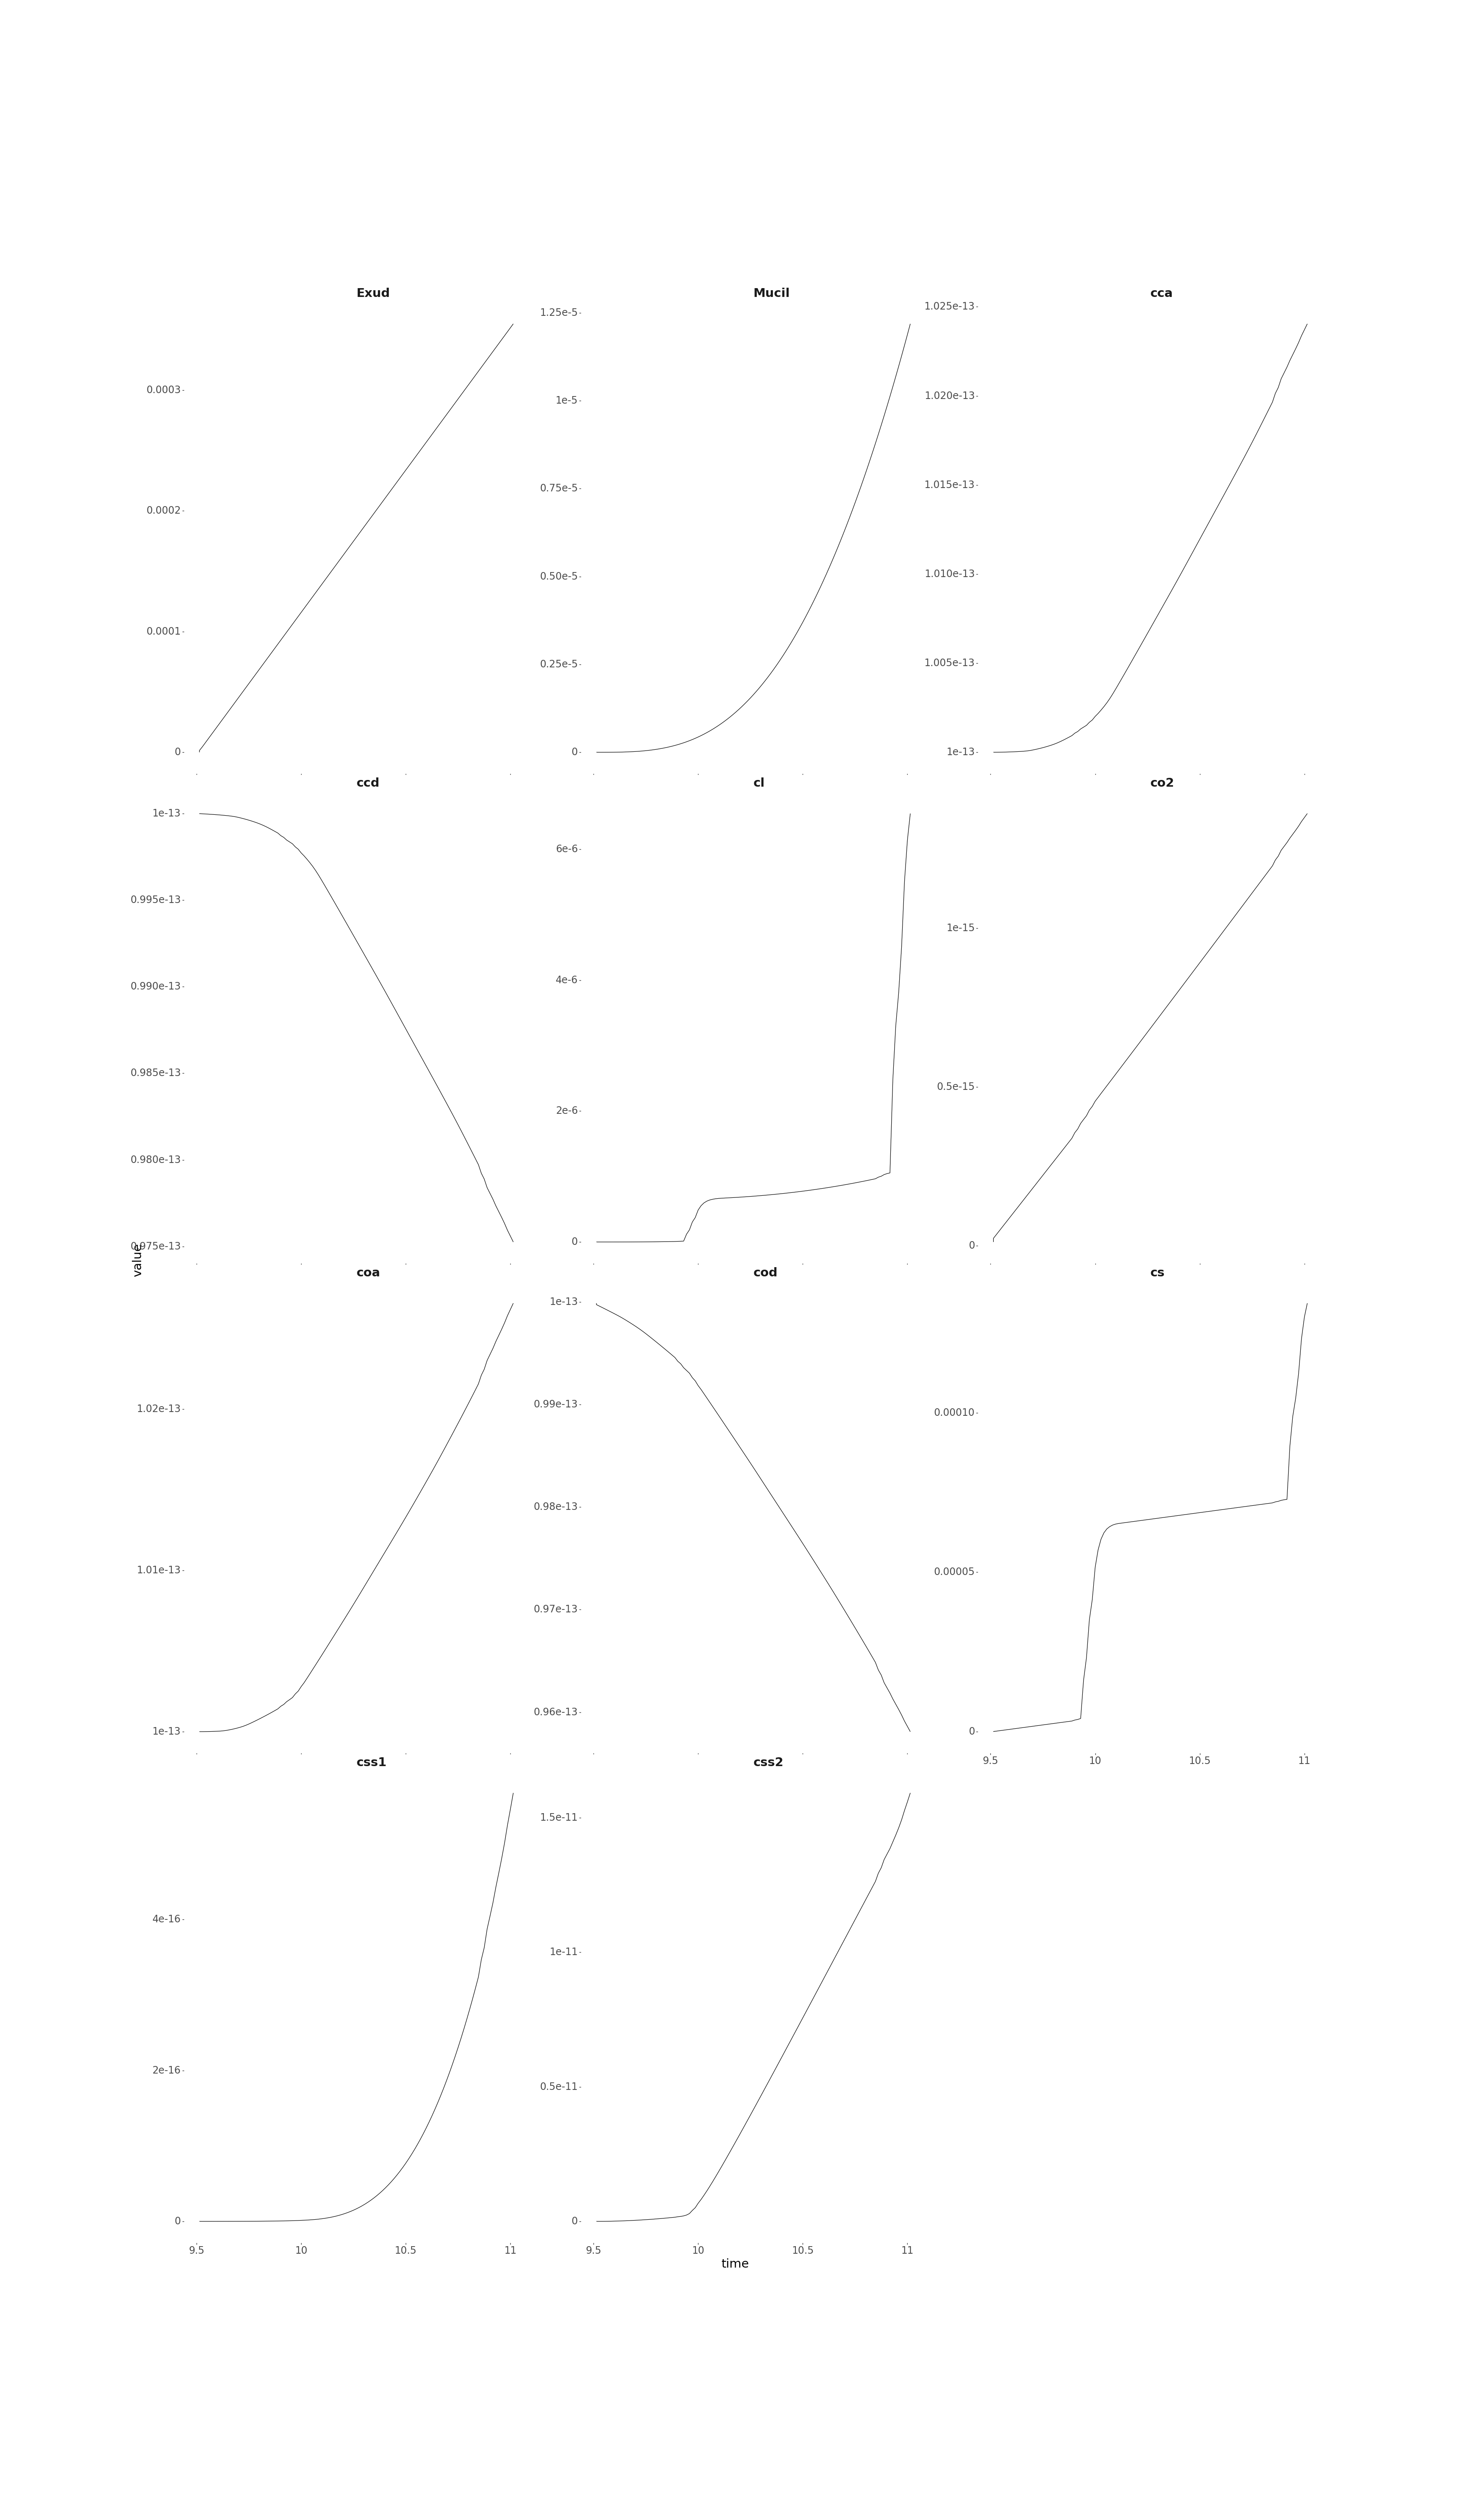 Exud Mucil cca
1.025e-13
1.25e-5
0.0003 1e-5 1.020e-13
0.75e-5 1.015e-13
0.0002
0.50e-5 1.010e-13
0.0001
0.25e-5 1.005e-13
0 0 1e-13
ccd cl co2
1e-13
6e-6
0.995e-13 1e-15
0.990e-13 4e-6
0.985e-13 0.5e-15
2e-6
0.980e-13
0.975e-13 0 0
value
coa cod cs
1e-13
1.02e-13 0.99e-13 0.00010
0.98e-13
1.01e-13 0.00005
0.97e-13
0.96e-13
1e-13 0
9.5 10 10.5 11
css1 css2
1.5e-11
4e-16
1e-11
2e-16
0.5e-11
0 0
9.5 10 10.5 11 9.5 10 10.5 11
time